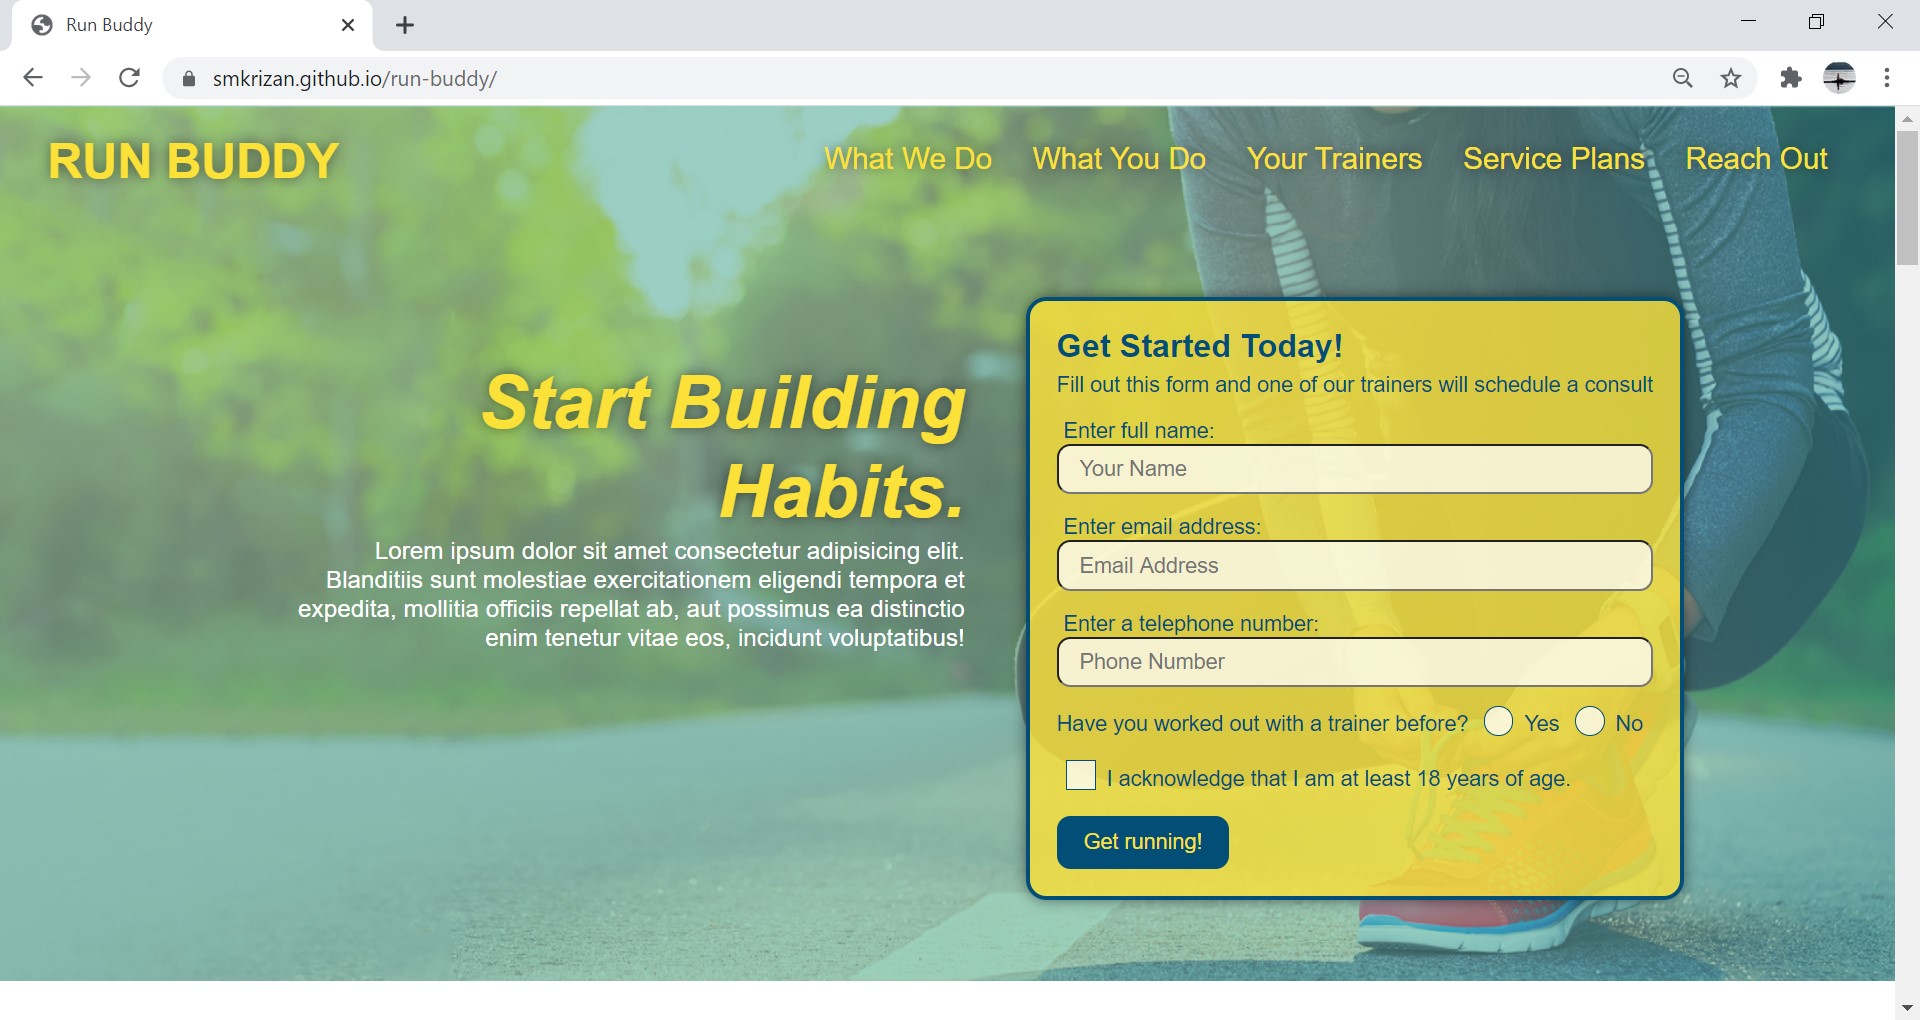 Run Buddy
smkrizan.github.io/run-buddy/
RUN BUDDY
What We Do
What You Do
Your Trainers
Service Plans
Reach Out
Start Building
Habits.
Lorem ipsum dolor sit amet consectetur adipisicing elit.
Blanditiis sunt molestiae exercitationem eligendi tempora et
expedita, mollitia officiis repellat ab, aut possimus ea distinctio
enim tenetur vitae eos, incidunt voluptatibus!
Get Started Today!
Fill out this form and one of our trainers will schedule a consult
Enter full name:
Your Name
Enter email address:
Email Address
Enter a telephone number:
Phone Number
Have you worked out with a trainer before? Yes No
I acknowledge that I am at least 18 years of age.
Get running!